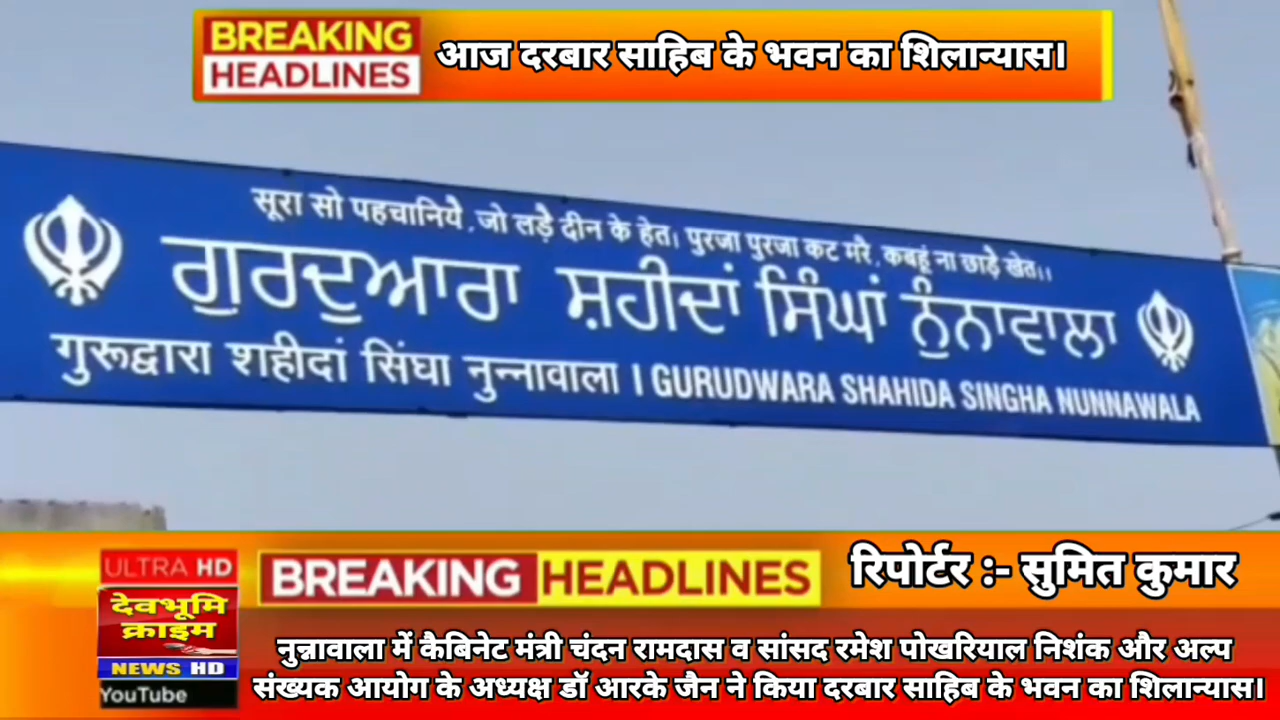 BREAKING
HEADLINES
आज दरबार साहिब के भवन का शिलान्यास।
सूरा सो पहचानिये, जो लड़ै दीन के हेत। पुरजा पुरजा कट मरै, कबहूं ना छाड़ै खेत।।
ਗੁਰਦੁਆਰਾ ਸ਼ਹੀਦਾਂ ਸਿੰਘਾਂ ਨੁੰਨਾਵਾਲਾ
गुरूद्वारा शहीदां सिंघा नुन्नावाला । GURUDWARA SHAHIDA SINGHA NUNNAWALA
ULTRA HD
देवभूमि
क्राइम
NEWS HD
YouTube
BREAKING HEADLINES
रिपोर्टर :- सुमित कुमार
नुन्नावाला में कैबिनेट मंत्री चंदन रामदास व सांसद रमेश पोखरियाल निशंक और अल्प
संख्यक आयोग के अध्यक्ष डॉ आरके जैन ने किया दरबार साहिब के भवन का शिलान्यास।